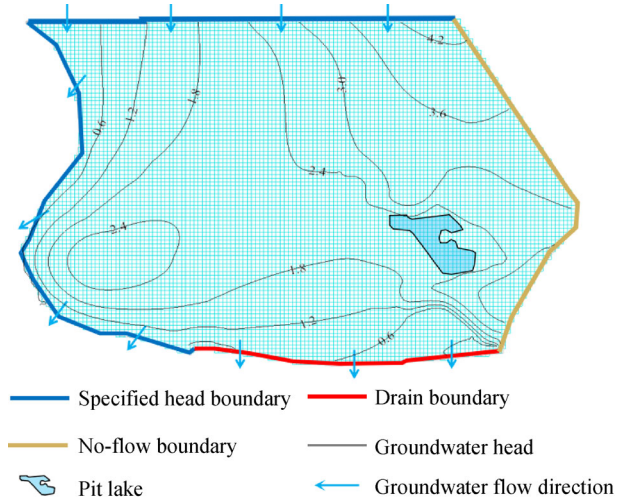 4.2
3.0
3.6
0.6
1.2
1.8
2.4
2.4
1.8
1.2
0.6
Specified head boundary
Drain boundary
No-flow boundary
Groundwater head
Pit lake
Groundwater flow direction